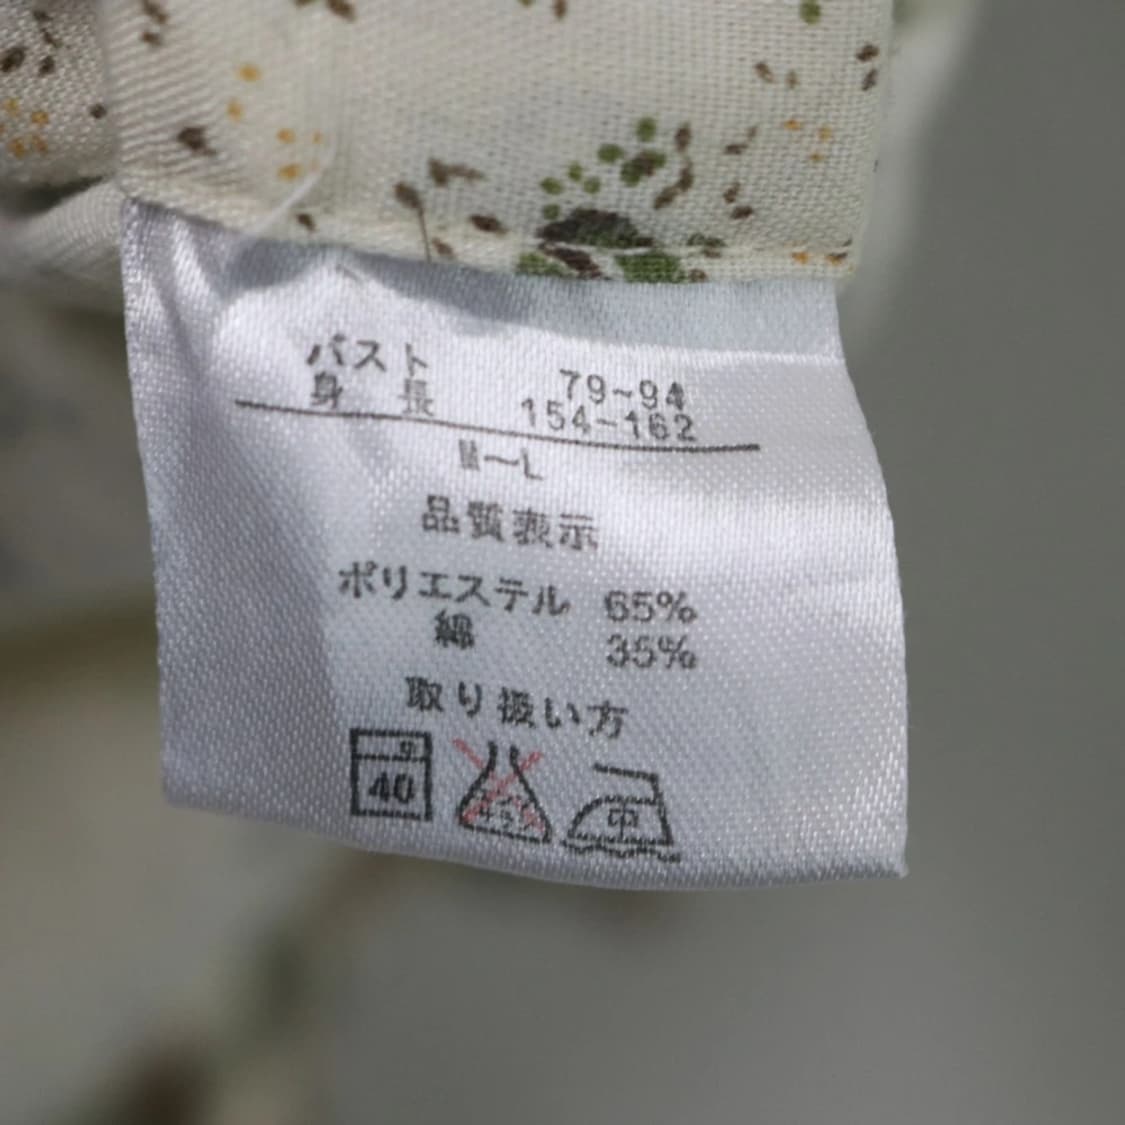 バスト 79~94
身長 154~162
M~L
品質表示
ポリエステル 65%
綿 35%
取り扱い方
40 中